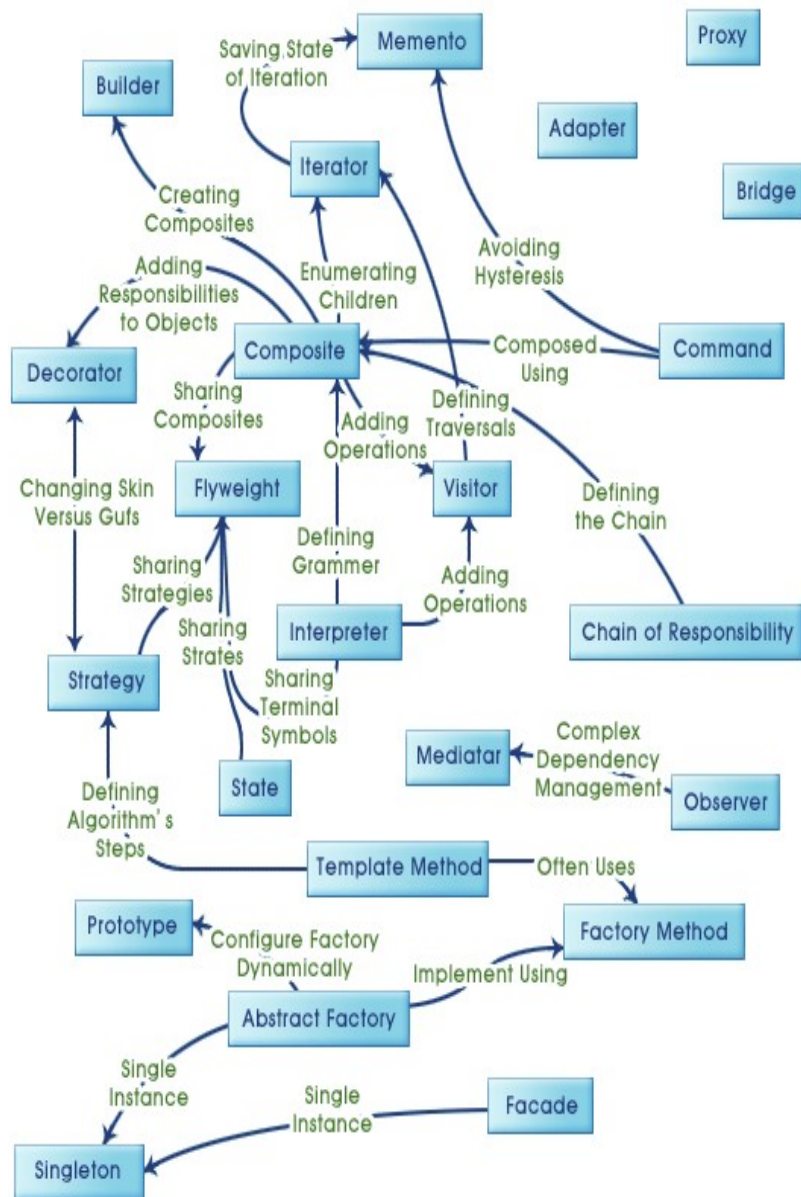 Memento
Proxy
Saving State
of Iteration
Builder
Adapter
Iterator
Bridge
Creating
Composites
Avoiding
Hysteresis
Adding
Responsibilities
to Objects
Enumerating
Children
Decorator
Composite
Composed
Using
Command
Sharing
Composites
Adding
Operations
Defining
Traversals
Changing Skin
Versus Gufs
Flyweight
Visitor
Defining
the Chain
Sharing
Strategies
Defining
Grammer
Adding
Operations
Sharing
Strates
Interpreter
Chain of Responsibility
Strategy
Sharing
Terminal
Symbols
State
Mediatar
Complex
Dependency
Management
Observer
Defining
Algorithm's
Steps
Template Method
Often Uses
Prototype
Configure Factory
Dynamically
Factory Method
Implement Using
Abstract Factory
Single
Instance
Single
Instance
Facade
Singleton